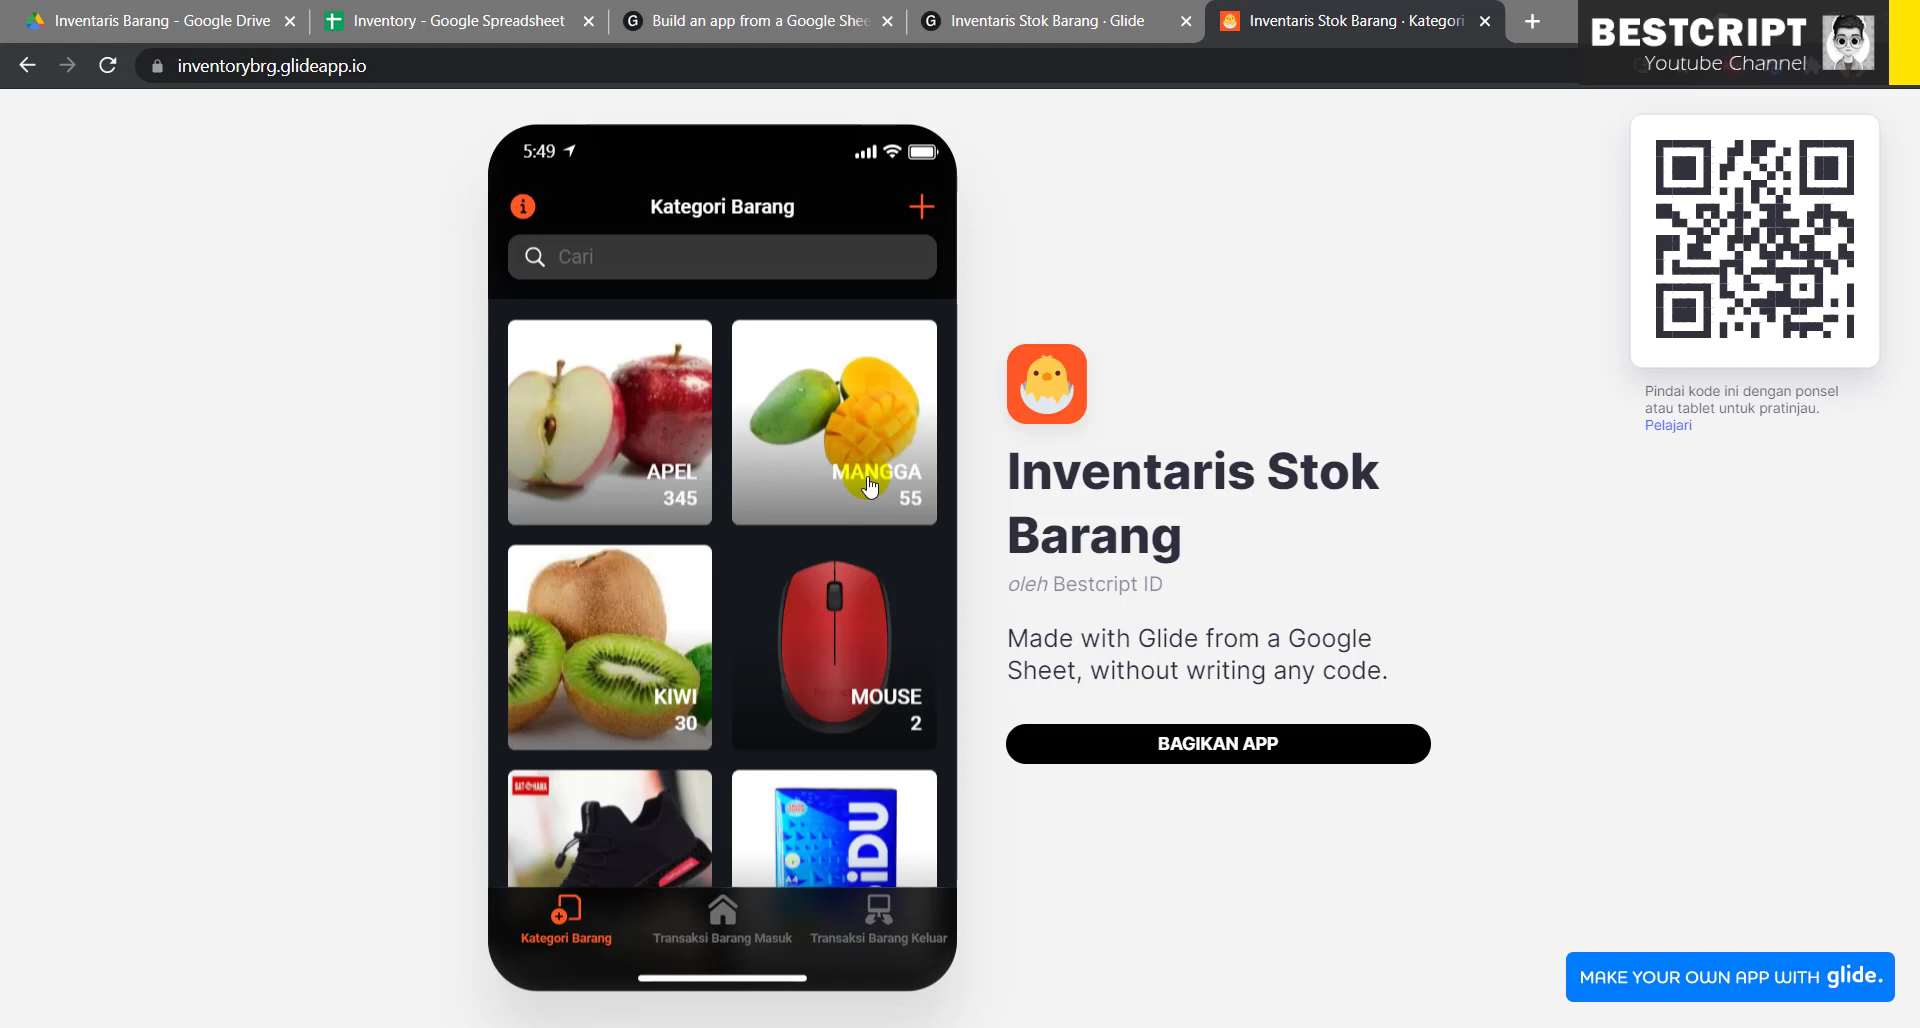 Inventaris Barang - Google Drive
Inventory - Google Spreadsheet
Build an app from a Google Shee
Inventaris Stok Barang · Glide
Inventaris Stok Barang · Kategori
BESTCRIPT
Youtube Channel
inventorybrg.glideapp.io
5:49
Kategori Barang
Cari
APEL
345
MANGGA
55
KIWI
30
MOUSE
2
A4
iDU
Kategori Barang
Transaksi Barang Masuk
Transaksi Barang Keluar
Inventaris Stok
Barang
oleh Bestcript ID
Made with Glide from a Google
Sheet, without writing any code.
BAGIKAN APP
Pindai kode ini dengan ponsel
atau tablet untuk pratinjau.
Pelajari
MAKE YOUR OWN APP WITH glide.